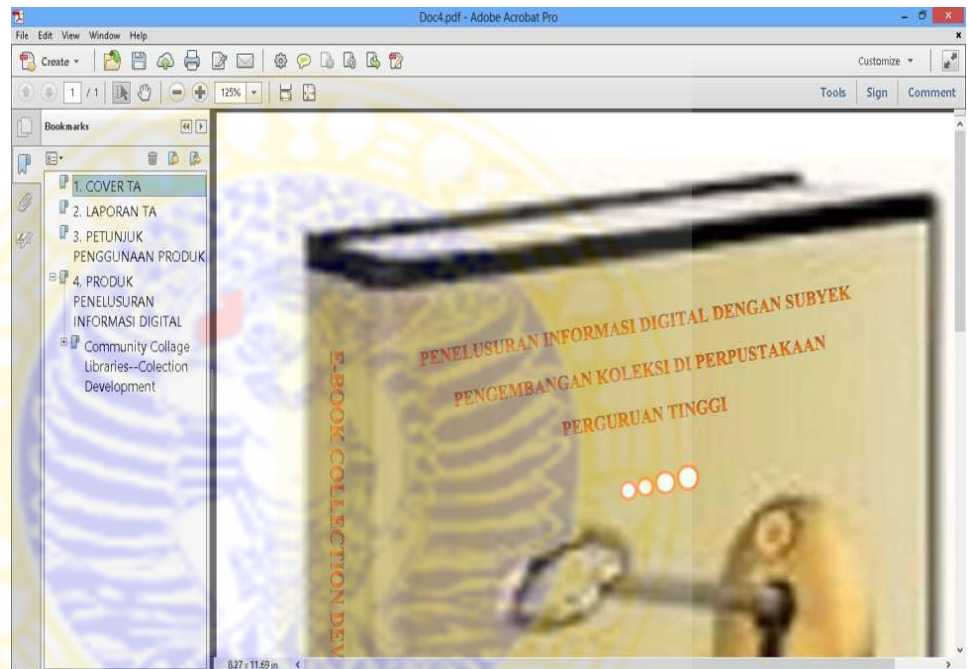 Doc4.pdf - Adobe Acrobat Pro
File Edit View Window Help
Create
Customize
1 / 1
125%
Tools Sign Comment
Bookmarks
1. COVER TA
2. LAPORAN TA
3. PETUNJUK
PENGGUNAAN PRODUK
4. PRODUK
PENELUSURAN
INFORMASI DIGITAL
Community Collage
Libraries--Colection
Development
PENELUSURAN INFORMASI DIGITAL DENGAN SUBYEK
PENGEMBANGAN KOLEKSI DI PERPUSTAKAAN
PERGURUAN TINGGI
E-BOOK COLLECTION DEV
8.27 x 11.69 in